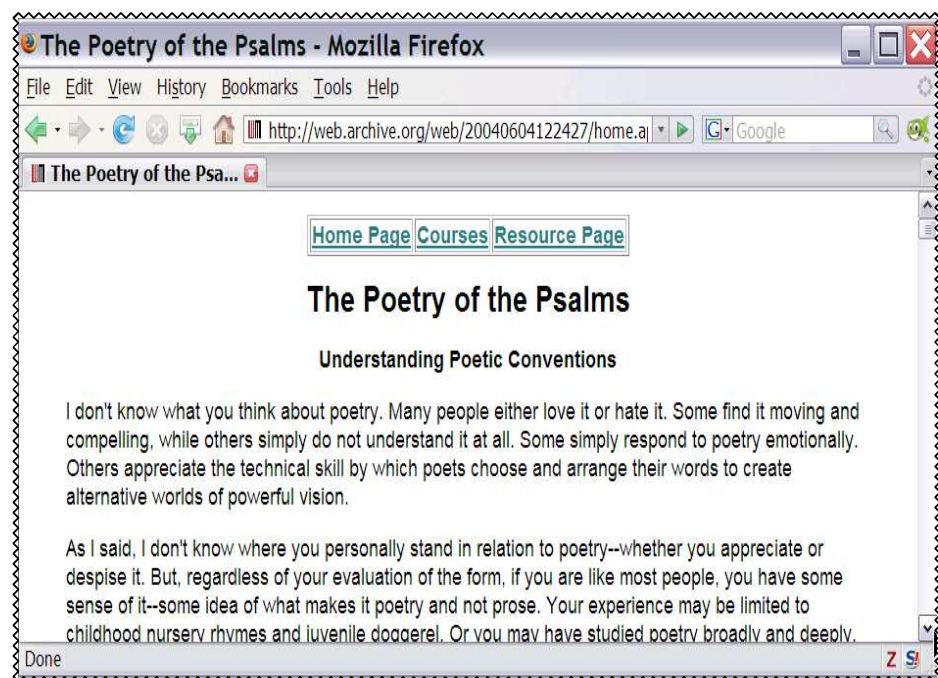 The Poetry of the Psalms - Mozilla Firefox
File Edit View History Bookmarks Tools Help
http://web.archive.org/web/20040604122427/home.a G Google
The Poetry of the Psa...
Home Page Courses Resource Page
The Poetry of the Psalms
Understanding Poetic Conventions
I don't know what you think about poetry. Many people either love it or hate it. Some find it moving and
compelling, while others simply do not understand it at all. Some simply respond to poetry emotionally.
Others appreciate the technical skill by which poets choose and arrange their words to create
alternative worlds of powerful vision.
As I said, I don't know where you personally stand in relation to poetry--whether you appreciate or
despise it. But, regardless of your evaluation of the form, if you are like most people, you have some
sense of it--some idea of what makes it poetry and not prose. Your experience may be limited to
childhood nursery rhymes and juvenile doggerel. Or you may have studied poetry broadly and deeply.
Done Z S!